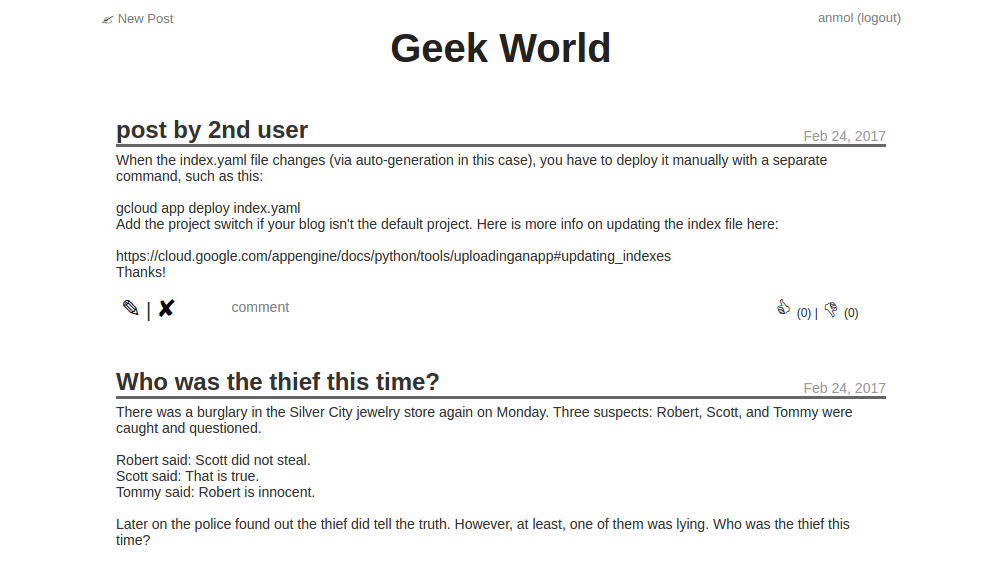 ✍ New Post
anmol (logout)
Geek World
post by 2nd user
Feb 24, 2017
When the index.yaml file changes (via auto-generation in this case), you have to deploy it manually with a separate
command, such as this:
gcloud app deploy index.yaml
Add the project switch if your blog isn't the default project. Here is more info on updating the index file here:
https://cloud.google.com/appengine/docs/python/tools/uploadinganapp#updating_indexes
Thanks!
✎ | ✘ comment 👍 (0) | 👎 (0)
Who was the thief this time?
Feb 24, 2017
There was a burglary in the Silver City jewelry store again on Monday. Three suspects: Robert, Scott, and Tommy were
caught and questioned.
Robert said: Scott did not steal.
Scott said: That is true.
Tommy said: Robert is innocent.
Later on the police found out the thief did tell the truth. However, at least, one of them was lying. Who was the thief this
time?